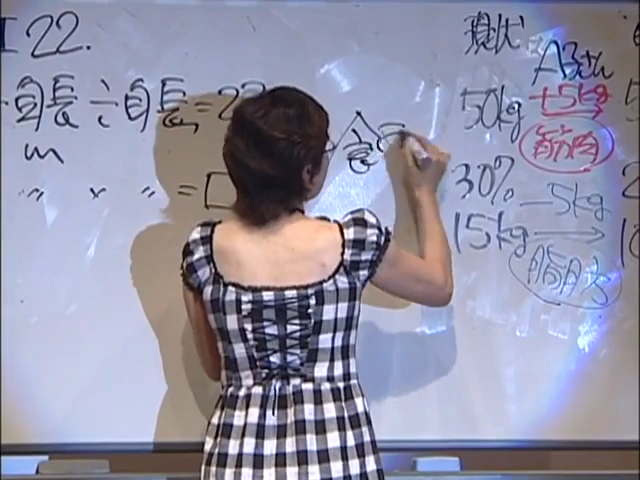 I 22.
身長÷身長=22
m
〃 × 〃 =
食
現状
Aさん
50kg
+5kg
筋肉
30%
-5kg
15kg
脂肪